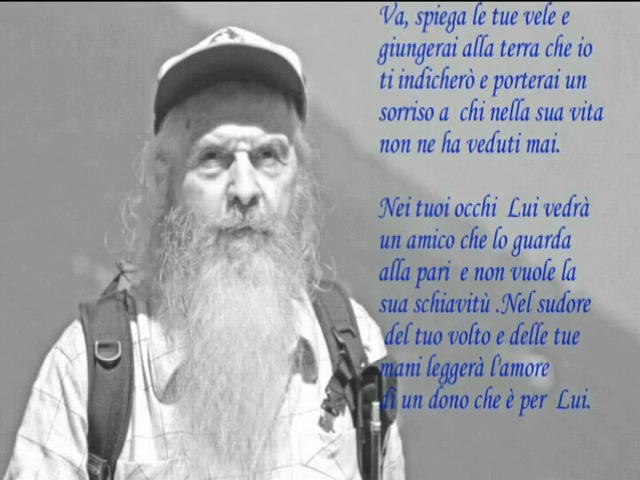 Va, spiega le tue vele e
giungerai alla terra che io
ti indicherò e porterai un
sorriso a chi nella sua vita
non ne ha veduti mai.
Nei tuoi occhi Lui vedrà
un amico che lo guarda
alla pari e non vuole la
sua schiavitù .Nel sudore
del tuo volto e delle tue
mani leggerà l'amore
di un dono che è per Lui.